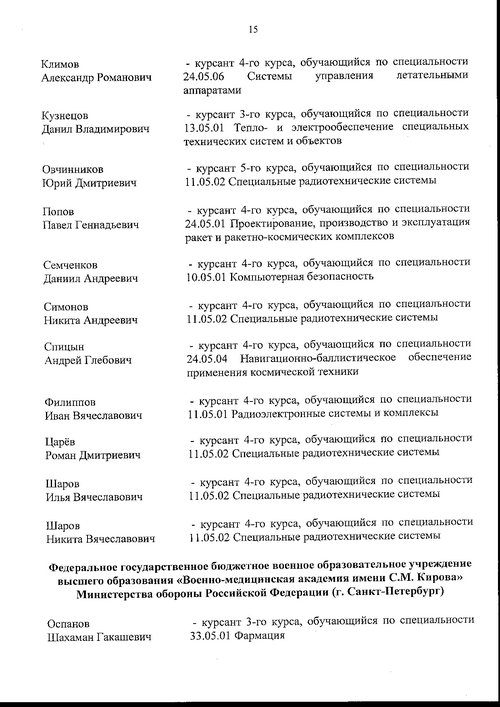 15
Климов - курсант 4-го курса, обучающийся по специальности
Александр Романович 24.05.06 Системы управления летательными
аппаратами
Кузнецов - курсант 3-го курса, обучающийся по специальности
Данил Владимирович 13.05.01 Тепло- и электрообеспечение специальных
технических систем и объектов
Овчинников - курсант 5-го курса, обучающийся по специальности
Юрий Дмитриевич 11.05.02 Специальные радиотехнические системы
Попов - курсант 4-го курса, обучающийся по специальности
Павел Геннадьевич 24.05.01 Проектирование, производство и эксплуатация
ракет и ракетно-космических комплексов
Семченков - курсант 4-го курса, обучающийся по специальности
Даниил Андреевич 10.05.01 Компьютерная безопасность
Симонов - курсант 4-го курса, обучающийся по специальности
Никита Андреевич 11.05.02 Специальные радиотехнические системы
Спицын - курсант 4-го курса, обучающийся по специальности
Андрей Глебович 24.05.04 Навигационно-баллистическое обеспечение
применения космической техники
Филиппов - курсант 4-го курса, обучающийся по специальности
Иван Вячеславович 11.05.01 Радиоэлектронные системы и комплексы
Царёв - курсант 4-го курса, обучающийся по специальности
Роман Дмитриевич 11.05.02 Специальные радиотехнические системы
Шаров - курсант 4-го курса, обучающийся по специальности
Илья Вячеславович 11.05.02 Специальные радиотехнические системы
Шаров - курсант 4-го курса, обучающийся по специальности
Никита Вячеславович 11.05.02 Специальные радиотехнические системы
Федеральное государственное бюджетное военное образовательное учреждение
высшего образования «Военно-медицинская академия имени С.М. Кирова»
Министерства обороны Российской Федерации (г. Санкт-Петербург)
Оспанов - курсант 3-го курса, обучающийся по специальности
Шахаман Гакашевич 33.05.01 Фармация